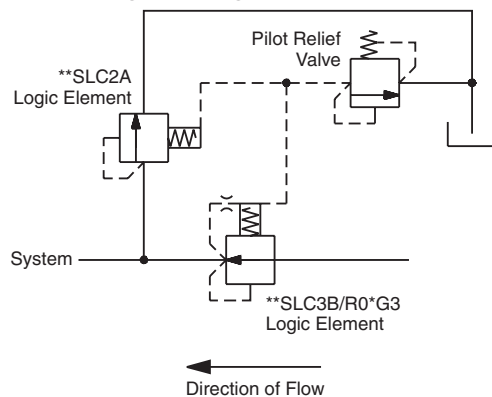 Pilot Relief
Valve
**SLC2A
Logic Element
System
**SLC3B/R0*G3
Logic Element
Direction of Flow